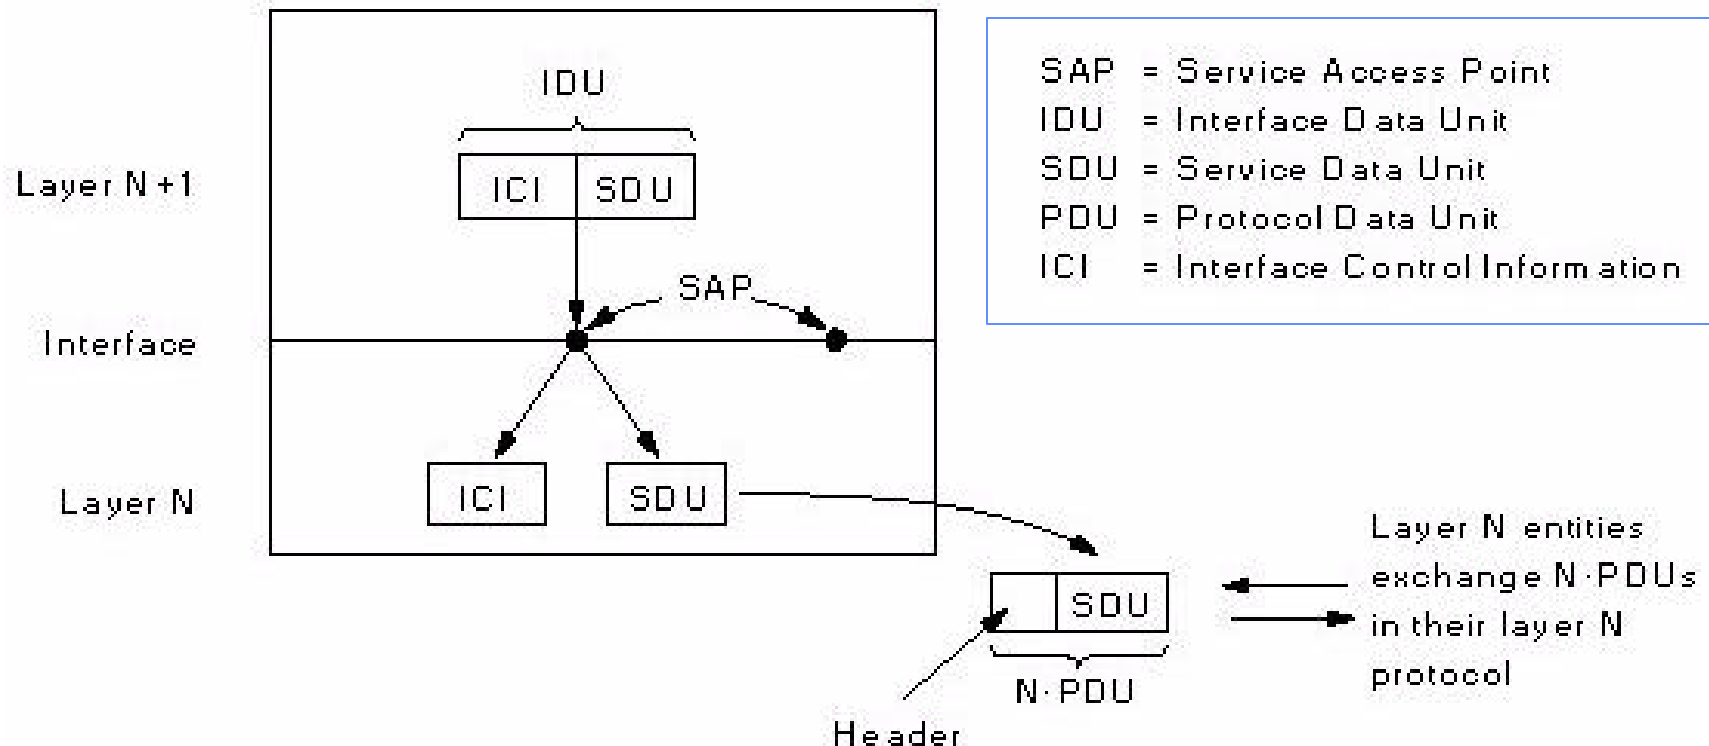 IDU
Layer N+1
ICI
SDU
SAP
Interface
ICI
SDU
Layer N
SAP = Service Access Point
IDU = Interface Data Unit
SDU = Service Data Unit
PDU = Protocol Data Unit
ICI = Interface Control Information
SDU
N·PDU
Header
Layer N entities
exchange N·PDUs
in their layer N
protocol